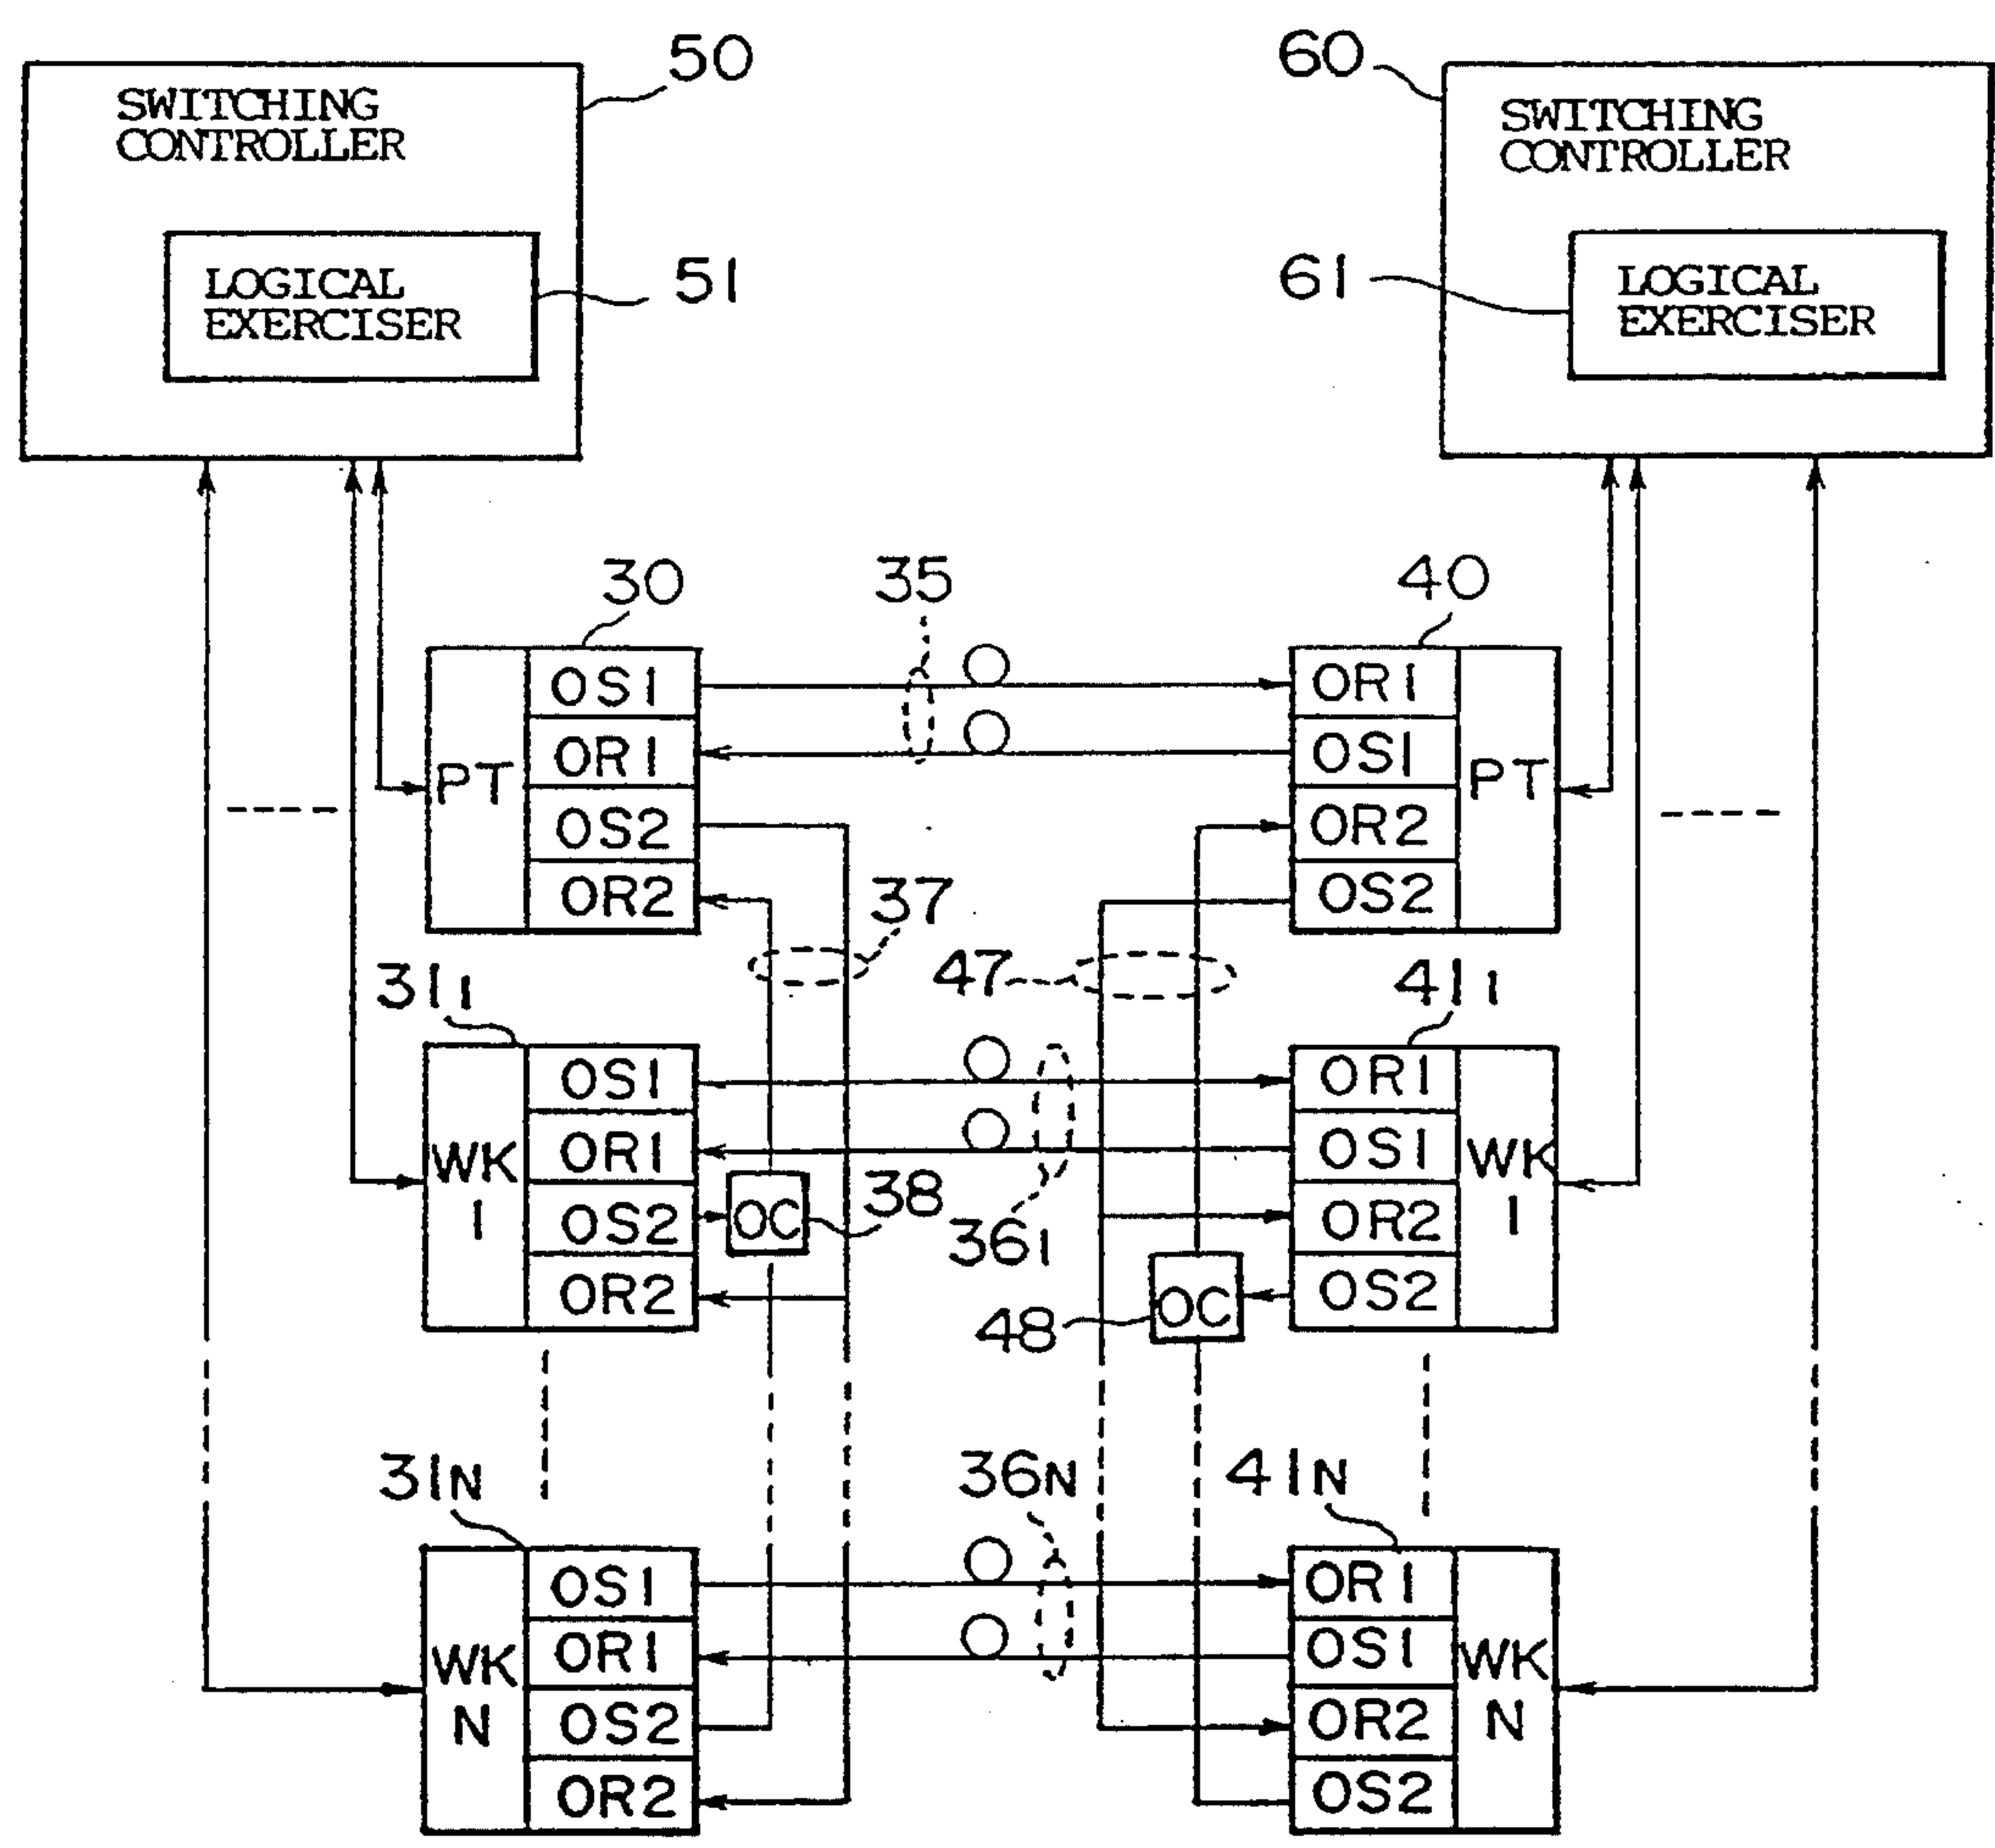 50
60
SWITCHING
CONTROLLER
SWITCHING
CONTROLLER
LOGICAL
EXERCISER
51
61
LOGICAL
EXERCISER
30
35
40
PT
OS1
OR1
OS2
OR2
OR1
OS1
OR2
OS2
PT
37
47
311
411
WK
1
OS1
OR1
OS2
OR2
OC
38
361
OR1
OS1
OR2
OS2
WK
1
OC
48
31N
36N
41N
WK
N
OS1
OR1
OS2
OR2
OR1
OS1
OR2
OS2
WK
N